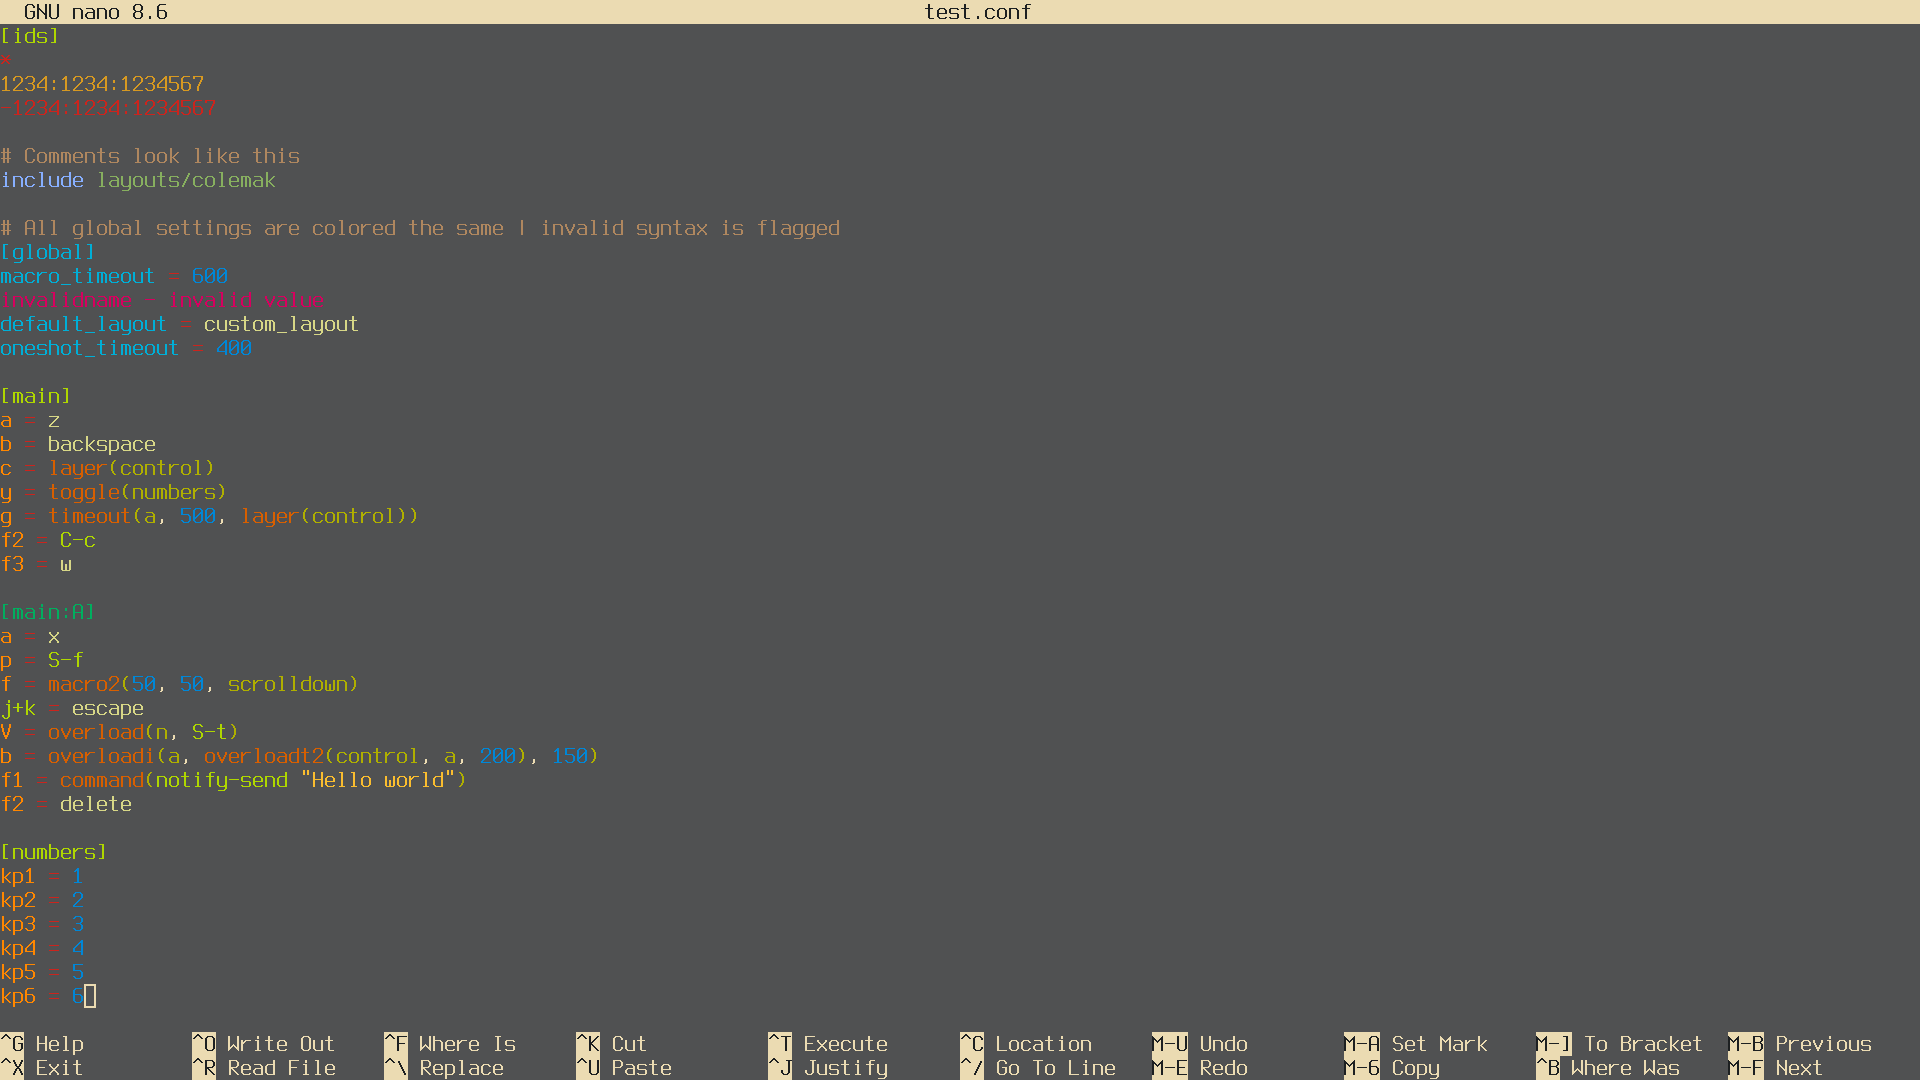 GNU nano 8.6 test.conf
[ids]
*
1234:1234:1234567
-1234:1234:1234567
# Comments look like this
include layouts/colemak
# All global settings are colored the same | invalid syntax is flagged
[global]
macro_timeout = 600
invalidname = invalid value
default_layout = custom_layout
oneshot_timeout = 400
[main]
a = z
b = backspace
c = layer(control)
y = toggle(numbers)
g = timeout(a, 500, layer(control))
f2 = C-c
f3 = w
[main:A]
a = x
p = S-f
f = macro2(50, 50, scrolldown)
j+k = escape
V = overload(n, S-t)
b = overloadi(a, overloadt2(control, a, 200), 150)
f1 = command(notify-send "Hello world")
f2 = delete
[numbers]
kp1 = 1
kp2 = 2
kp3 = 3
kp4 = 4
kp5 = 5
kp6 = 6
^G Help ^O Write Out ^F Where Is ^K Cut ^T Execute ^C Location M-U Undo M-A Set Mark M-] To Bracket M-B Previous
^X Exit ^R Read File ^\ Replace ^U Paste ^J Justify ^/ Go To Line M-E Redo M-6 Copy ^B Where Was M-F Next